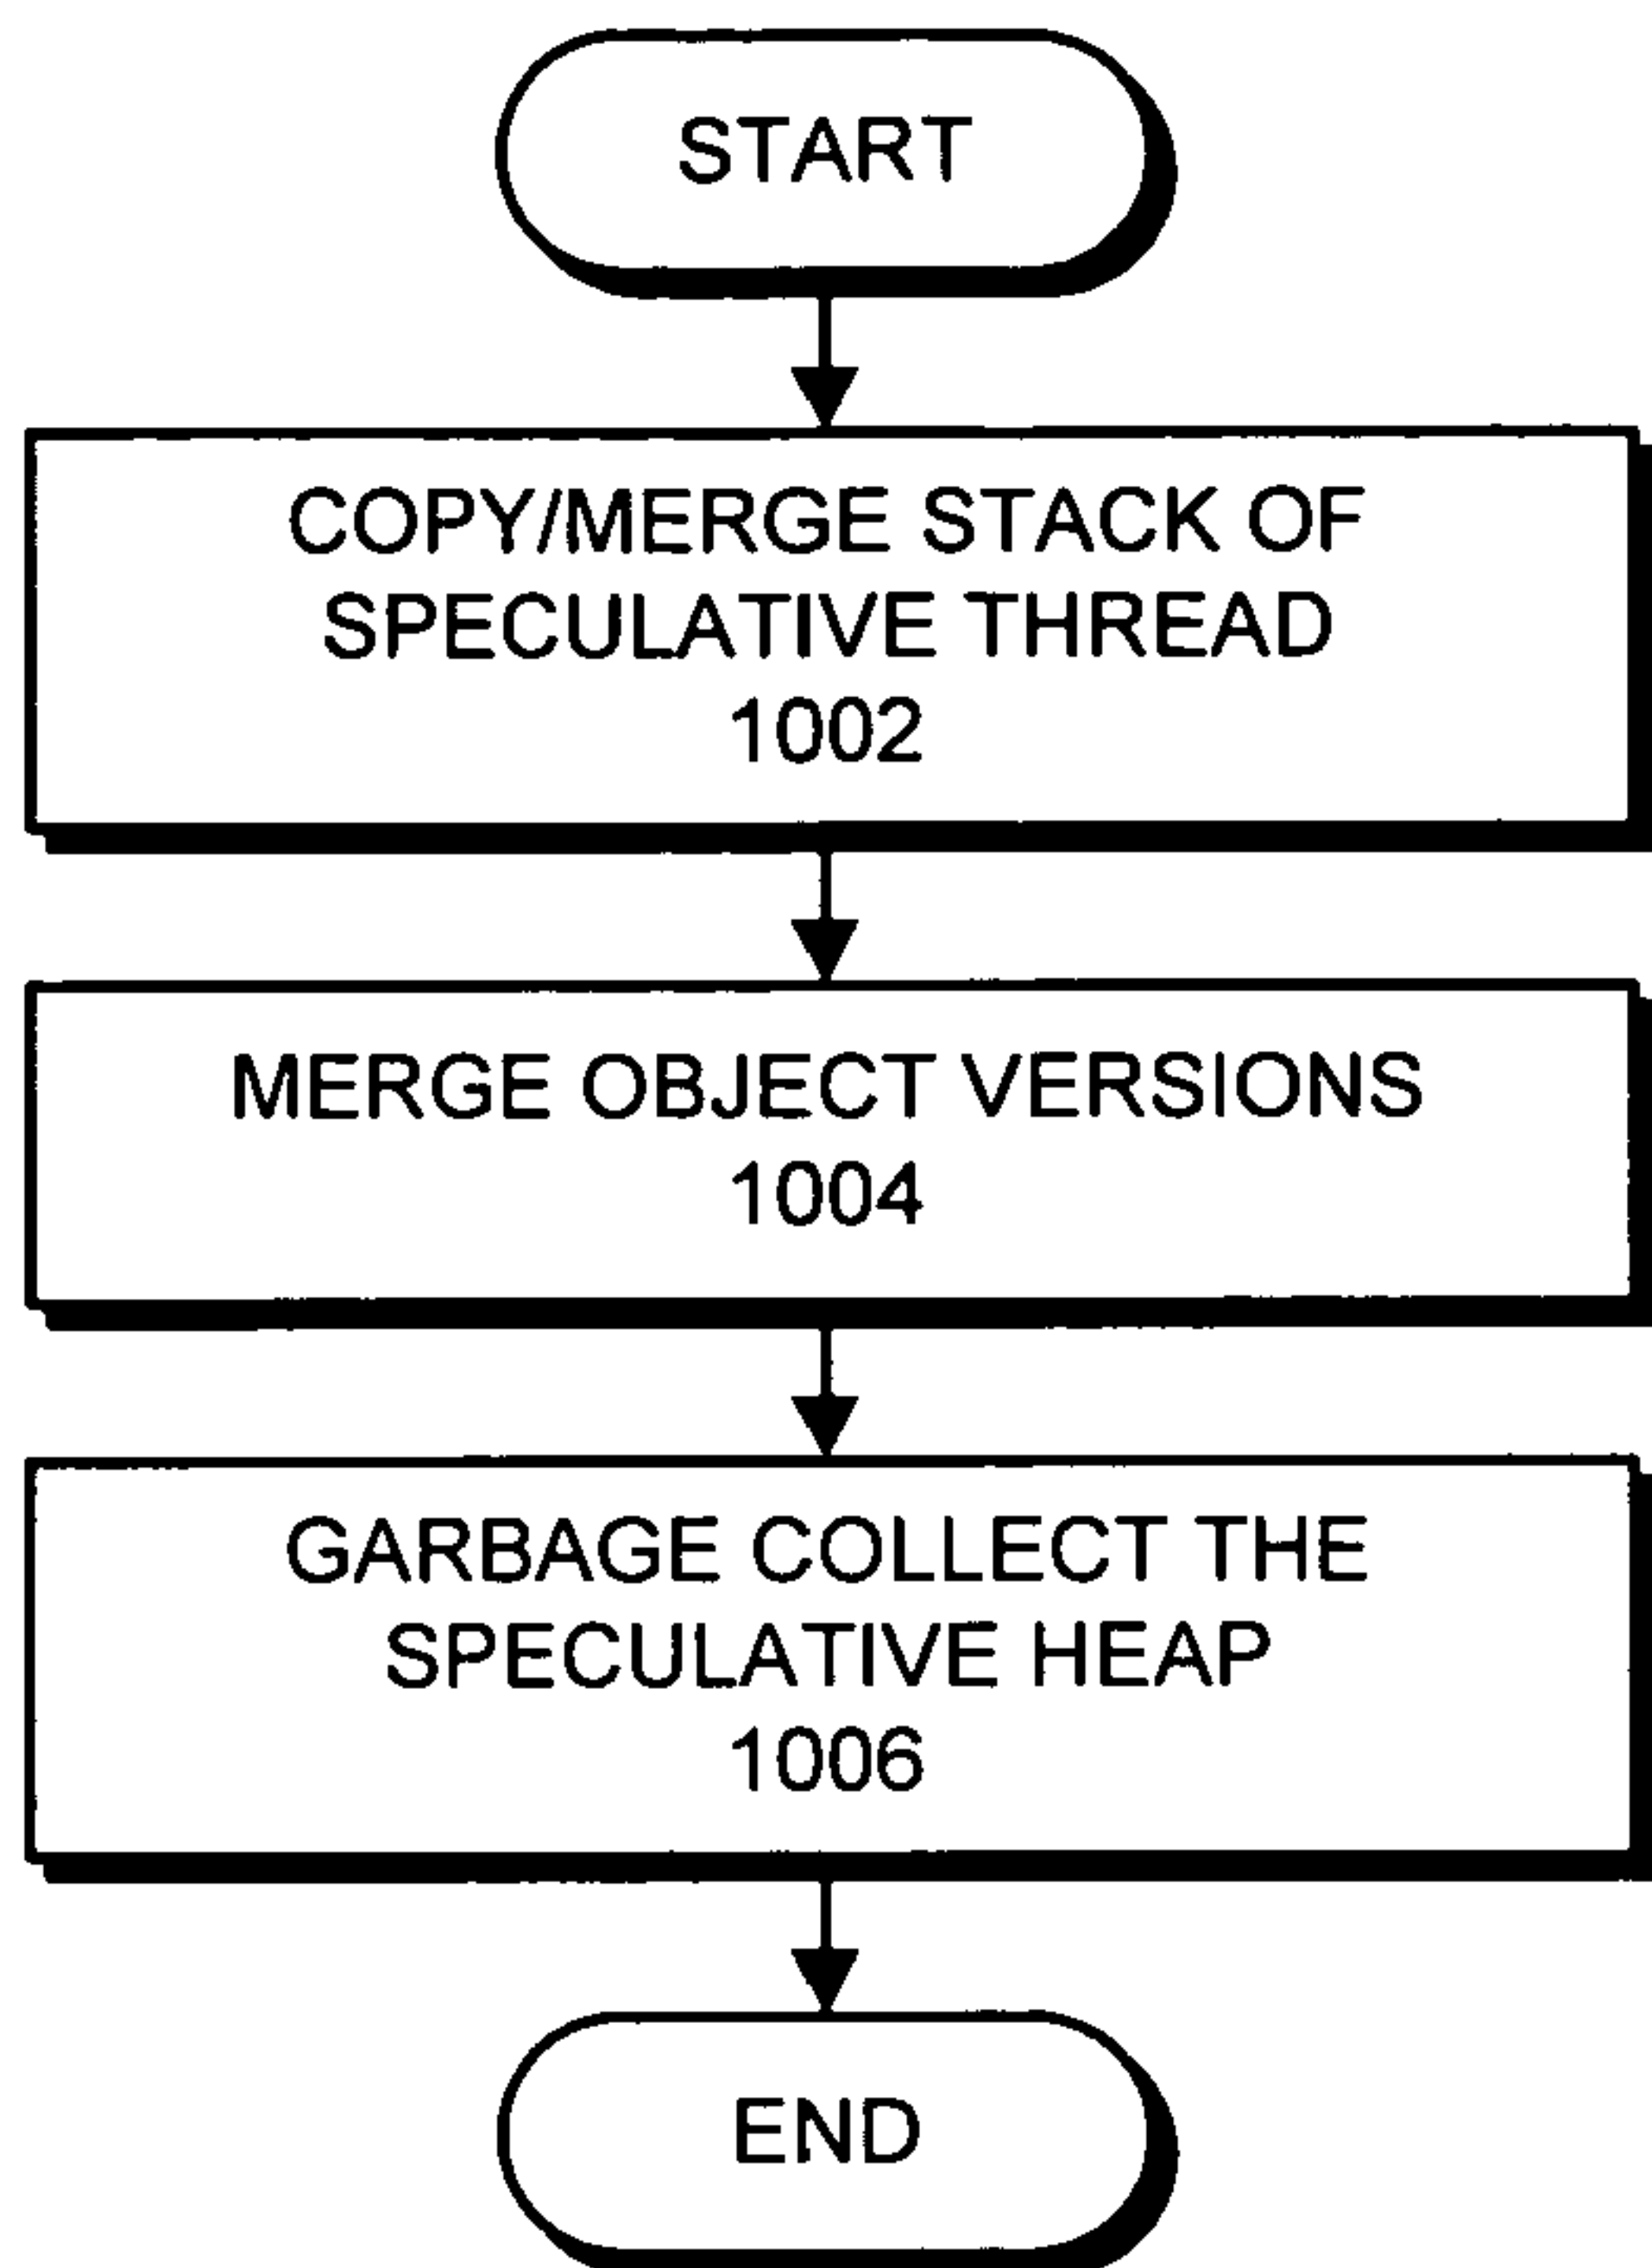 START
COPY/MERGE STACK OF
SPECULATIVE THREAD
1002
MERGE OBJECT VERSIONS
1004
GARBAGE COLLECT THE
SPECULATIVE HEAP
1006
END